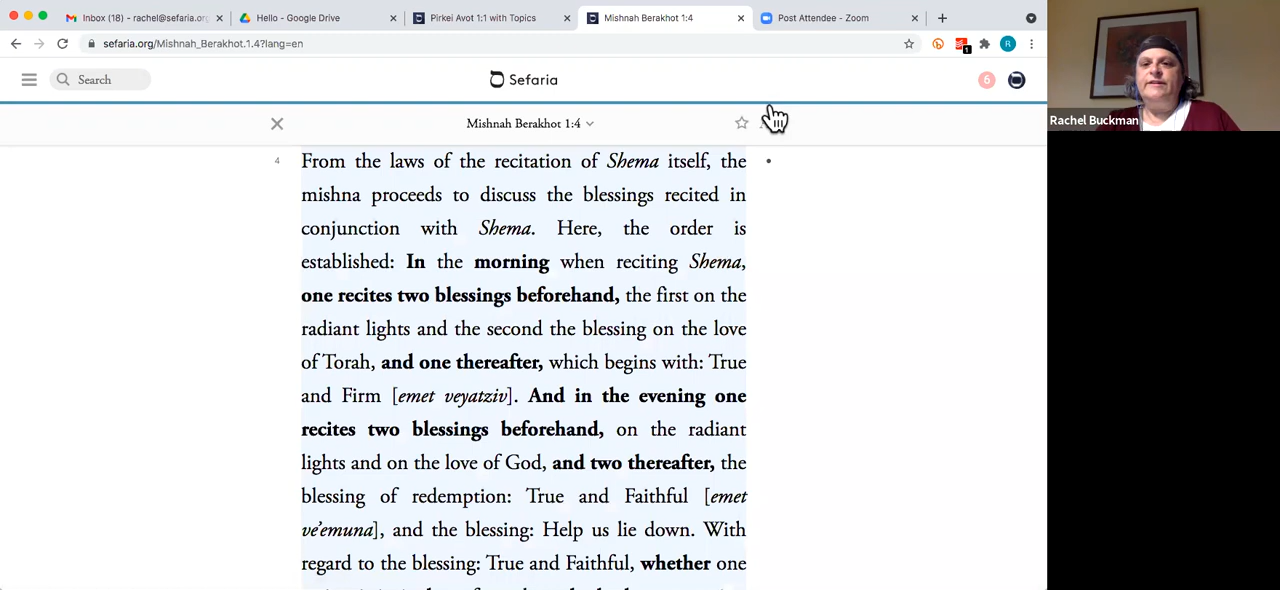 Inbox (18) - rachel@sefaria.or
Hello - Google Drive
Pirkei Avot 1:1 with Topics
Mishnah Berakhot 1:4
Post Attendee - Zoom
sefaria.org/Mishnah_Berakhot.1.4?lang=en
1
R
Search
Sefaria
6
Rachel Buckman
Mishnah Berakhot 1:4
4
From the laws of the recitation of Shema itself, the
mishna proceeds to discuss the blessings recited in
conjunction with Shema. Here, the order is
established: In the morning when reciting Shema,
one recites two blessings beforehand, the first on the
radiant lights and the second the blessing on the love
of Torah, and one thereafter, which begins with: True
and Firm [emet veyatziv]. And in the evening one
recites two blessings beforehand, on the radiant
lights and on the love of God, and two thereafter, the
blessing of redemption: True and Faithful [emet
ve’emuna], and the blessing: Help us lie down. With
regard to the blessing: True and Faithful, whether one